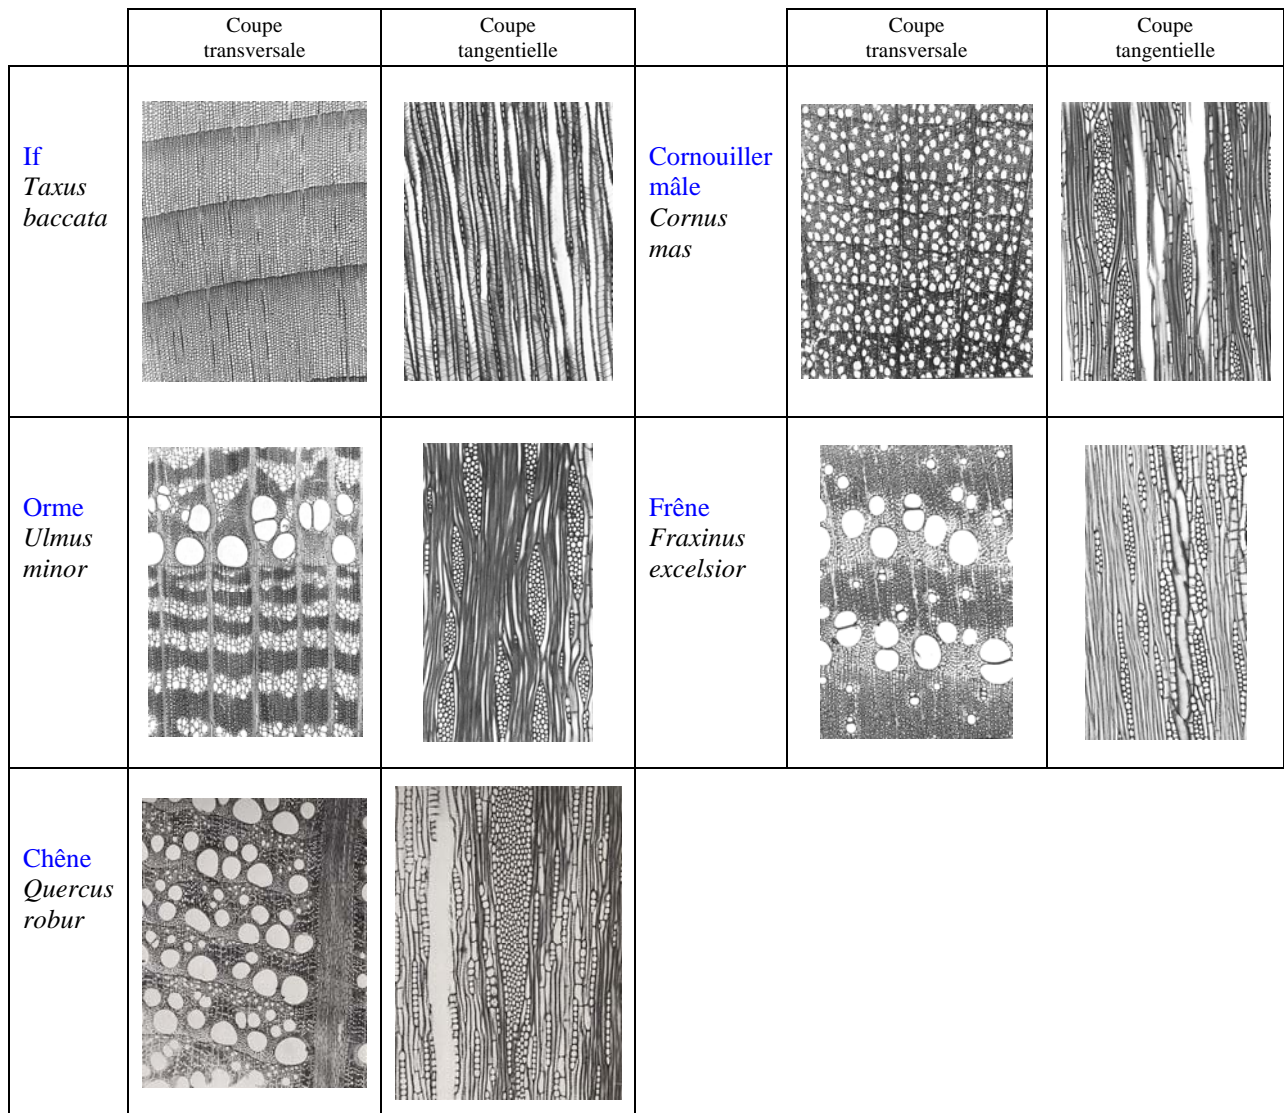 Coupe
transversale
Coupe
tangentielle
Coupe
transversale
Coupe
tangentielle
If
Taxus
baccata
Cornouiller
mâle
Cornus
mas
Orme
Ulmus
minor
Frêne
Fraxinus
excelsior
Chêne
Quercus
robur